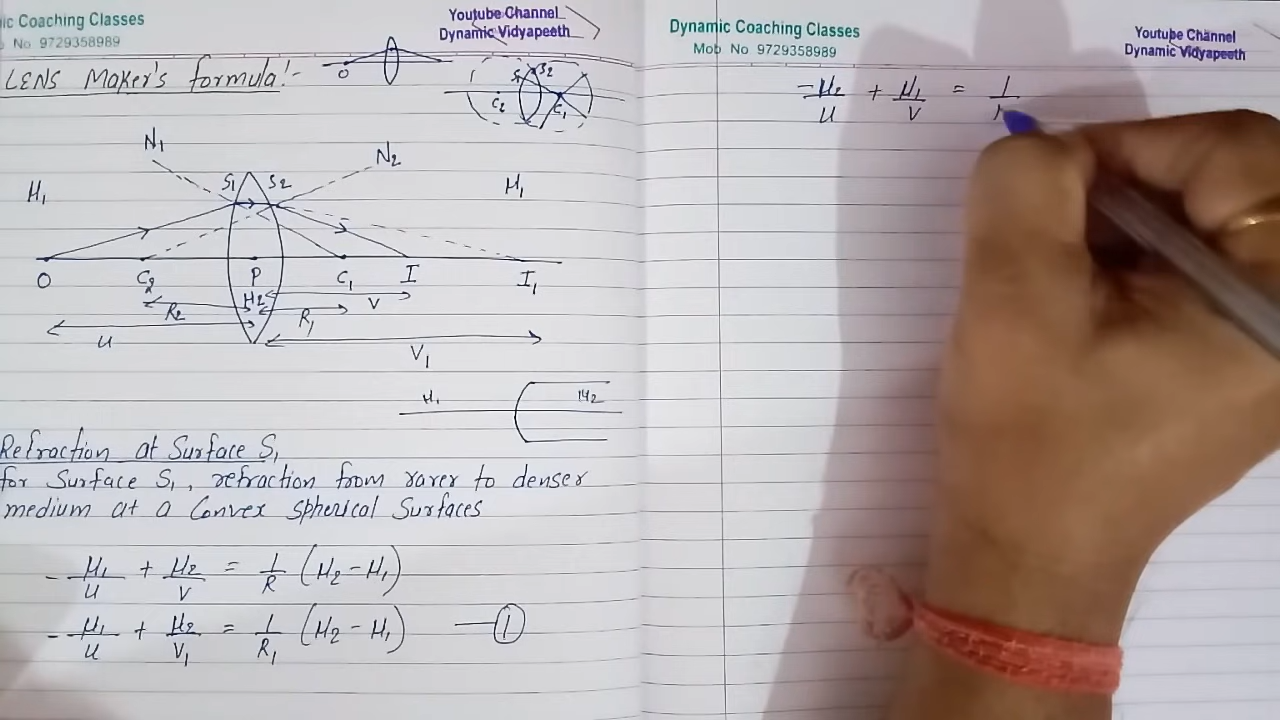 ic Coaching Classes
No 9729358989
Youtube Channel
Dynamic Vidyapeeth
LENS Maker's formula!-
O
S1 S2
C2 C1
N1 N2
μ1 S1 S2 μ1
O C2 P C1 I I1
μ2
R2 R1 V
u
V1
μ1 μ2
Refraction at Surface S1
for Surface S1, refraction from rarer to denser
medium at a Convex Spherical Surfaces
- μ1/u + μ2/v = 1/R (μ2 - μ1)
- μ1/u + μ2/v1 = 1/R1 (μ2 - μ1) — 1
Dynamic Coaching Classes
Mob No 9729358989
Youtube Channel
Dynamic Vidyapeeth
- μ2/u + μ1/v = 1/